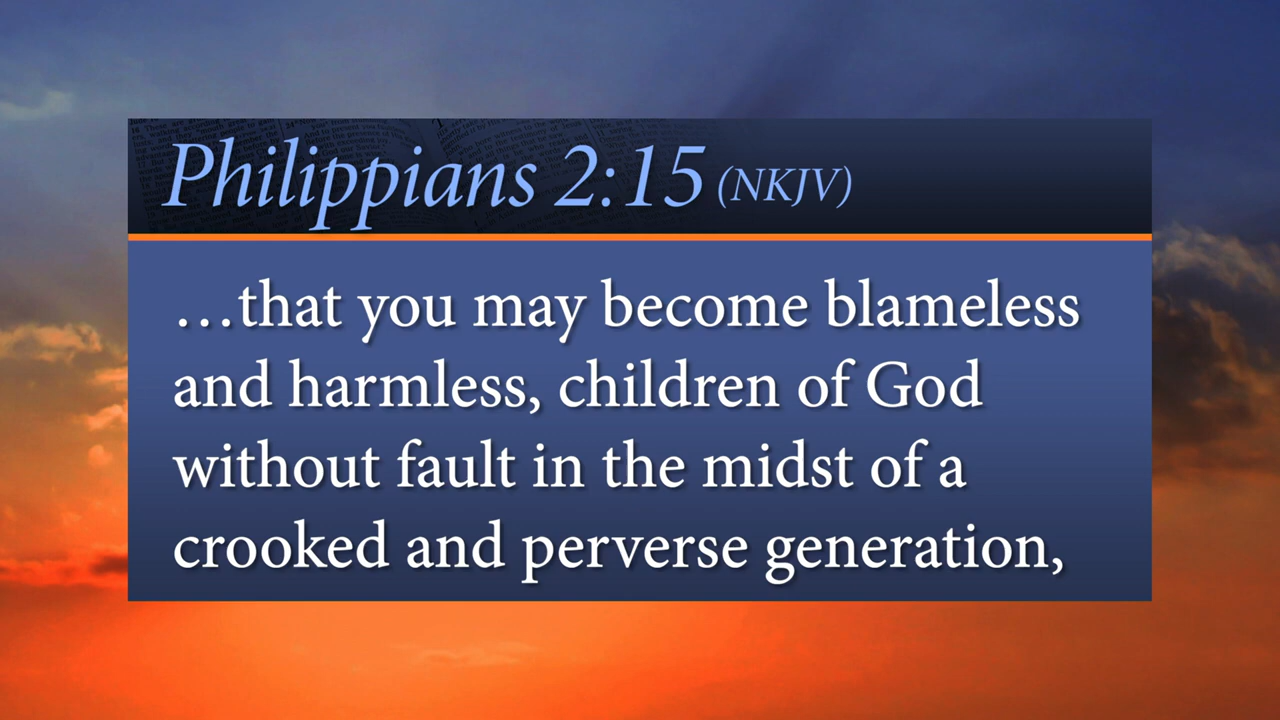 Philippians 2:15 (NKJV)
…that you may become blameless
and harmless, children of God
without fault in the midst of a
crooked and perverse generation,